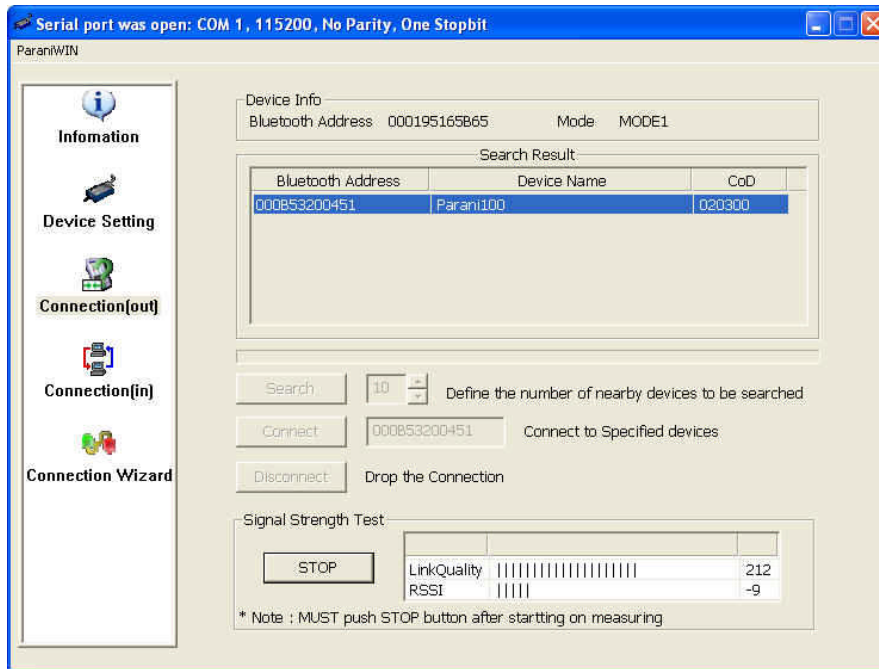 Serial port was open: COM 1, 115200, No Parity, One Stopbit
ParaniWIN
Infomation
Device Setting
Connection(out)
Connection(in)
Connection Wizard
Device Info
Bluetooth Address 000195165B65 Mode MODE1
Search Result
Bluetooth Address Device Name CoD
000B53200451 Parani100 020300
Search 10 Define the number of nearby devices to be searched
Connect 000B53200451 Connect to Specified devices
Disconnect Drop the Connection
Signal Strength Test
STOP
LinkQuality |||||||||||||||||||| 212
RSSI ||||| -9
* Note : MUST push STOP button after startting on measuring